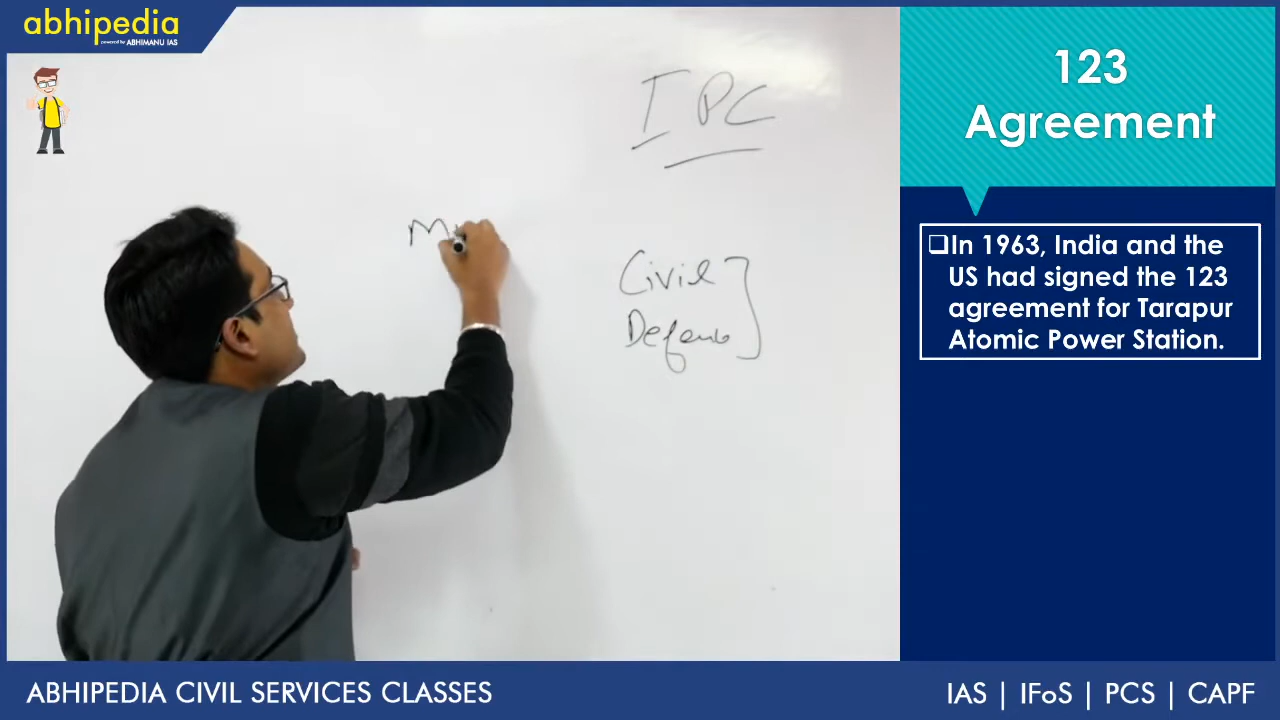 abhipedia
powered by ABHIMANU IAS
IPC
Civil
Defence
M
123
Agreement
❑In 1963, India and the
US had signed the 123
agreement for Tarapur
Atomic Power Station.
ABHIPEDIA CIVIL SERVICES CLASSES
IAS | IFoS | PCS | CAPF